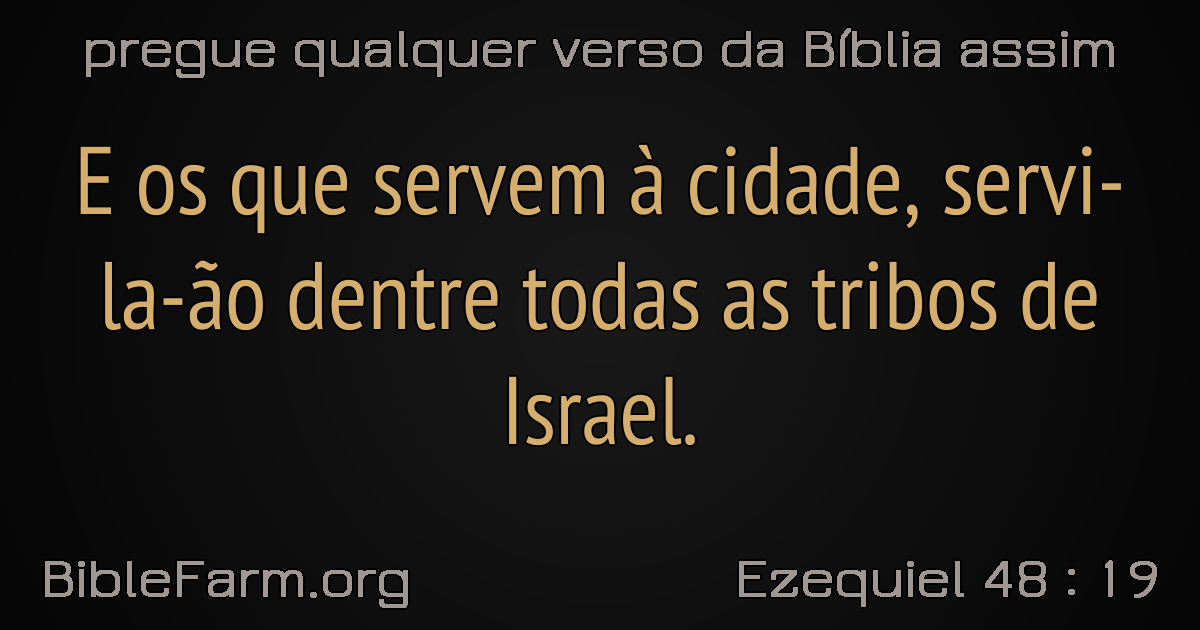 pregue qualquer verso da Bíblia assim
E os que servem à cidade, servi-
la-ão dentre todas as tribos de
Israel.
BibleFarm.org
Ezequiel 48 : 19